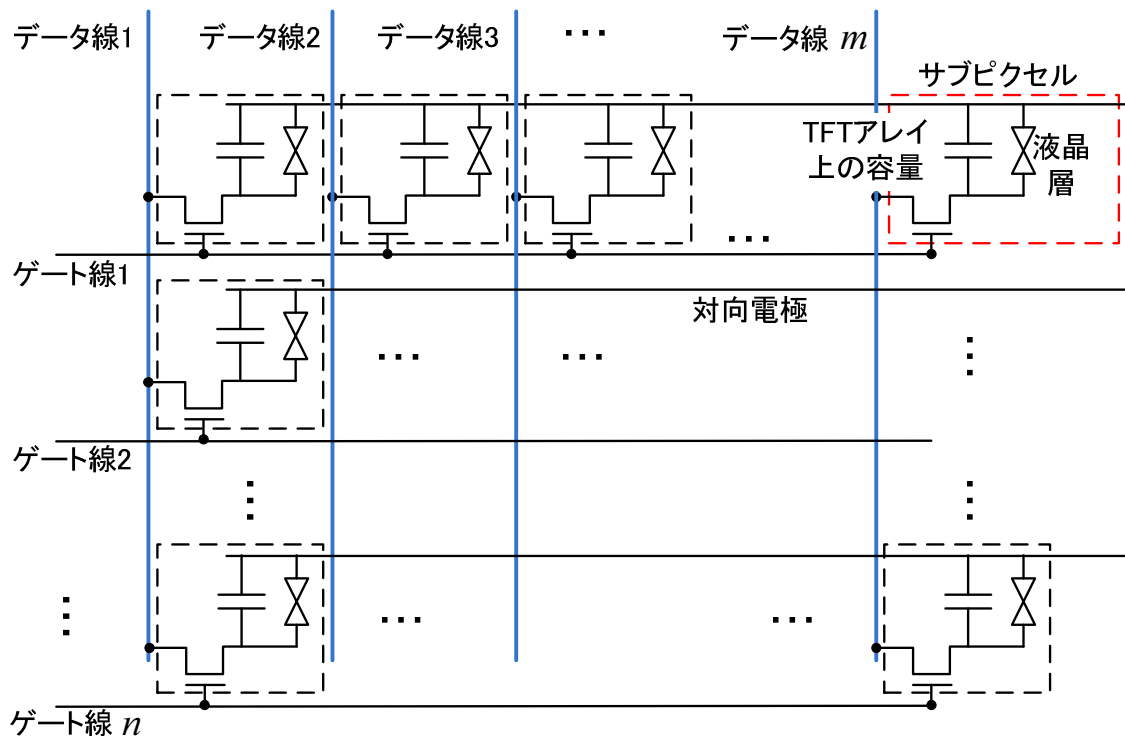 データ線1
データ線2
データ線3
…
データ線 m
サブピクセル
TFTアレイ
上の容量
液晶
層
…
ゲート線1
対向電極
…
…
⋮
ゲート線2
⋮
⋮
⋮
…
…
ゲート線 n